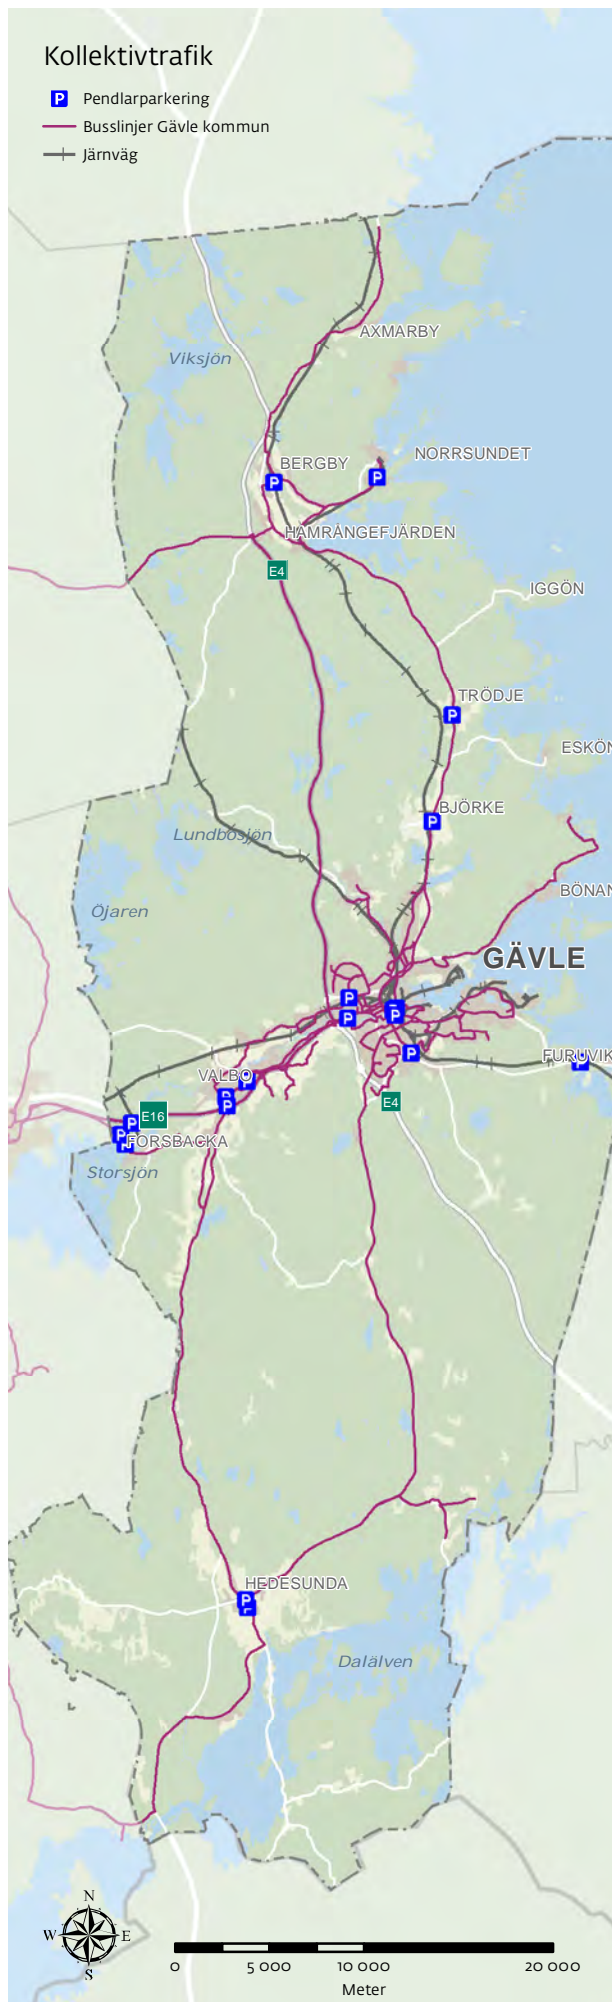 Kollektivtrafik
P Pendlarparkering
Busslinjer Gävle kommun
Järnväg
AXMARBY
Viksjön
NORRSUNDET
BERGBY
P
P
HAMRÅNGEFJÄRDEN
E4
IGGÖN
TRÖDJE
P
ESKÖN
BJÖRKE
P
Lundbosjön
BÖNAN
Öjaren
GÄVLE
P
P
P
P
FURUVIK
P
VALBO
P
P
P
E4
E16
P
P
P
FORSBACKA
Storsjön
HEDESUNDA
P
P
Dalälven
N
W E
S
0 5 000 10 000 20 000
Meter